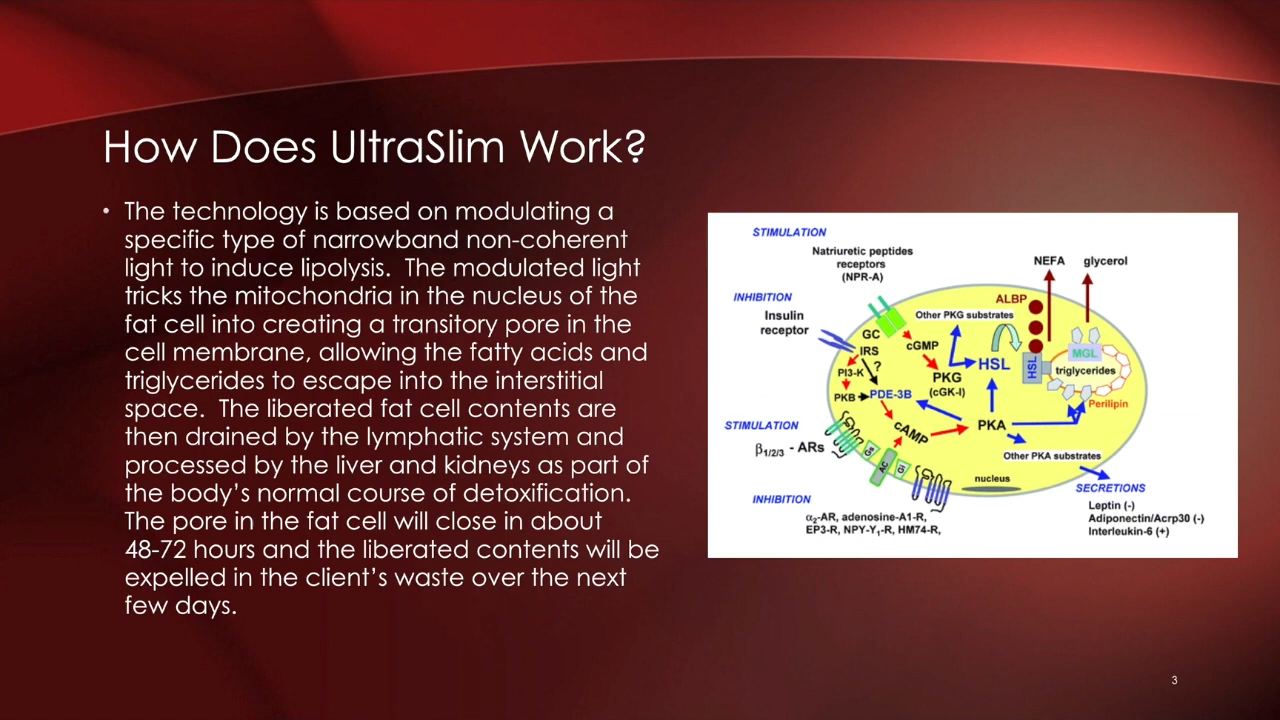 How Does UltraSlim Work?
• The technology is based on modulating a
specific type of narrowband non-coherent
light to induce lipolysis.  The modulated light
tricks the mitochondria in the nucleus of the
fat cell into creating a transitory pore in the
cell membrane, allowing the fatty acids and
triglycerides to escape into the interstitial
space.  The liberated fat cell contents are
then drained by the lymphatic system and
processed by the liver and kidneys as part of
the body’s normal course of detoxification.
The pore in the fat cell will close in about
48-72 hours and the liberated contents will be
expelled in the client’s waste over the next
few days.
STIMULATION
Natriuretic peptides
receptors
(NPR-A)
NEFA
glycerol
INHIBITION
Insulin
receptor
ALBP
Other PKG substrates
GC
IRS
?
cGMP
HSL
HSL
MGL
triglycerides
PI3-K
PKG
(cGK-I)
PKB
PDE-3B
Perilipin
STIMULATION
β1/2/3 - ARs
cAMP
PKA
Gs
AC
Gi
Other PKA substrates
nucleus
SECRETIONS
INHIBITION
Leptin (-)
Adiponectin/Acrp30 (-)
Interleukin-6 (+)
α2-AR, adenosine-A1-R,
EP3-R, NPY-Y1-R, HM74-R,
3